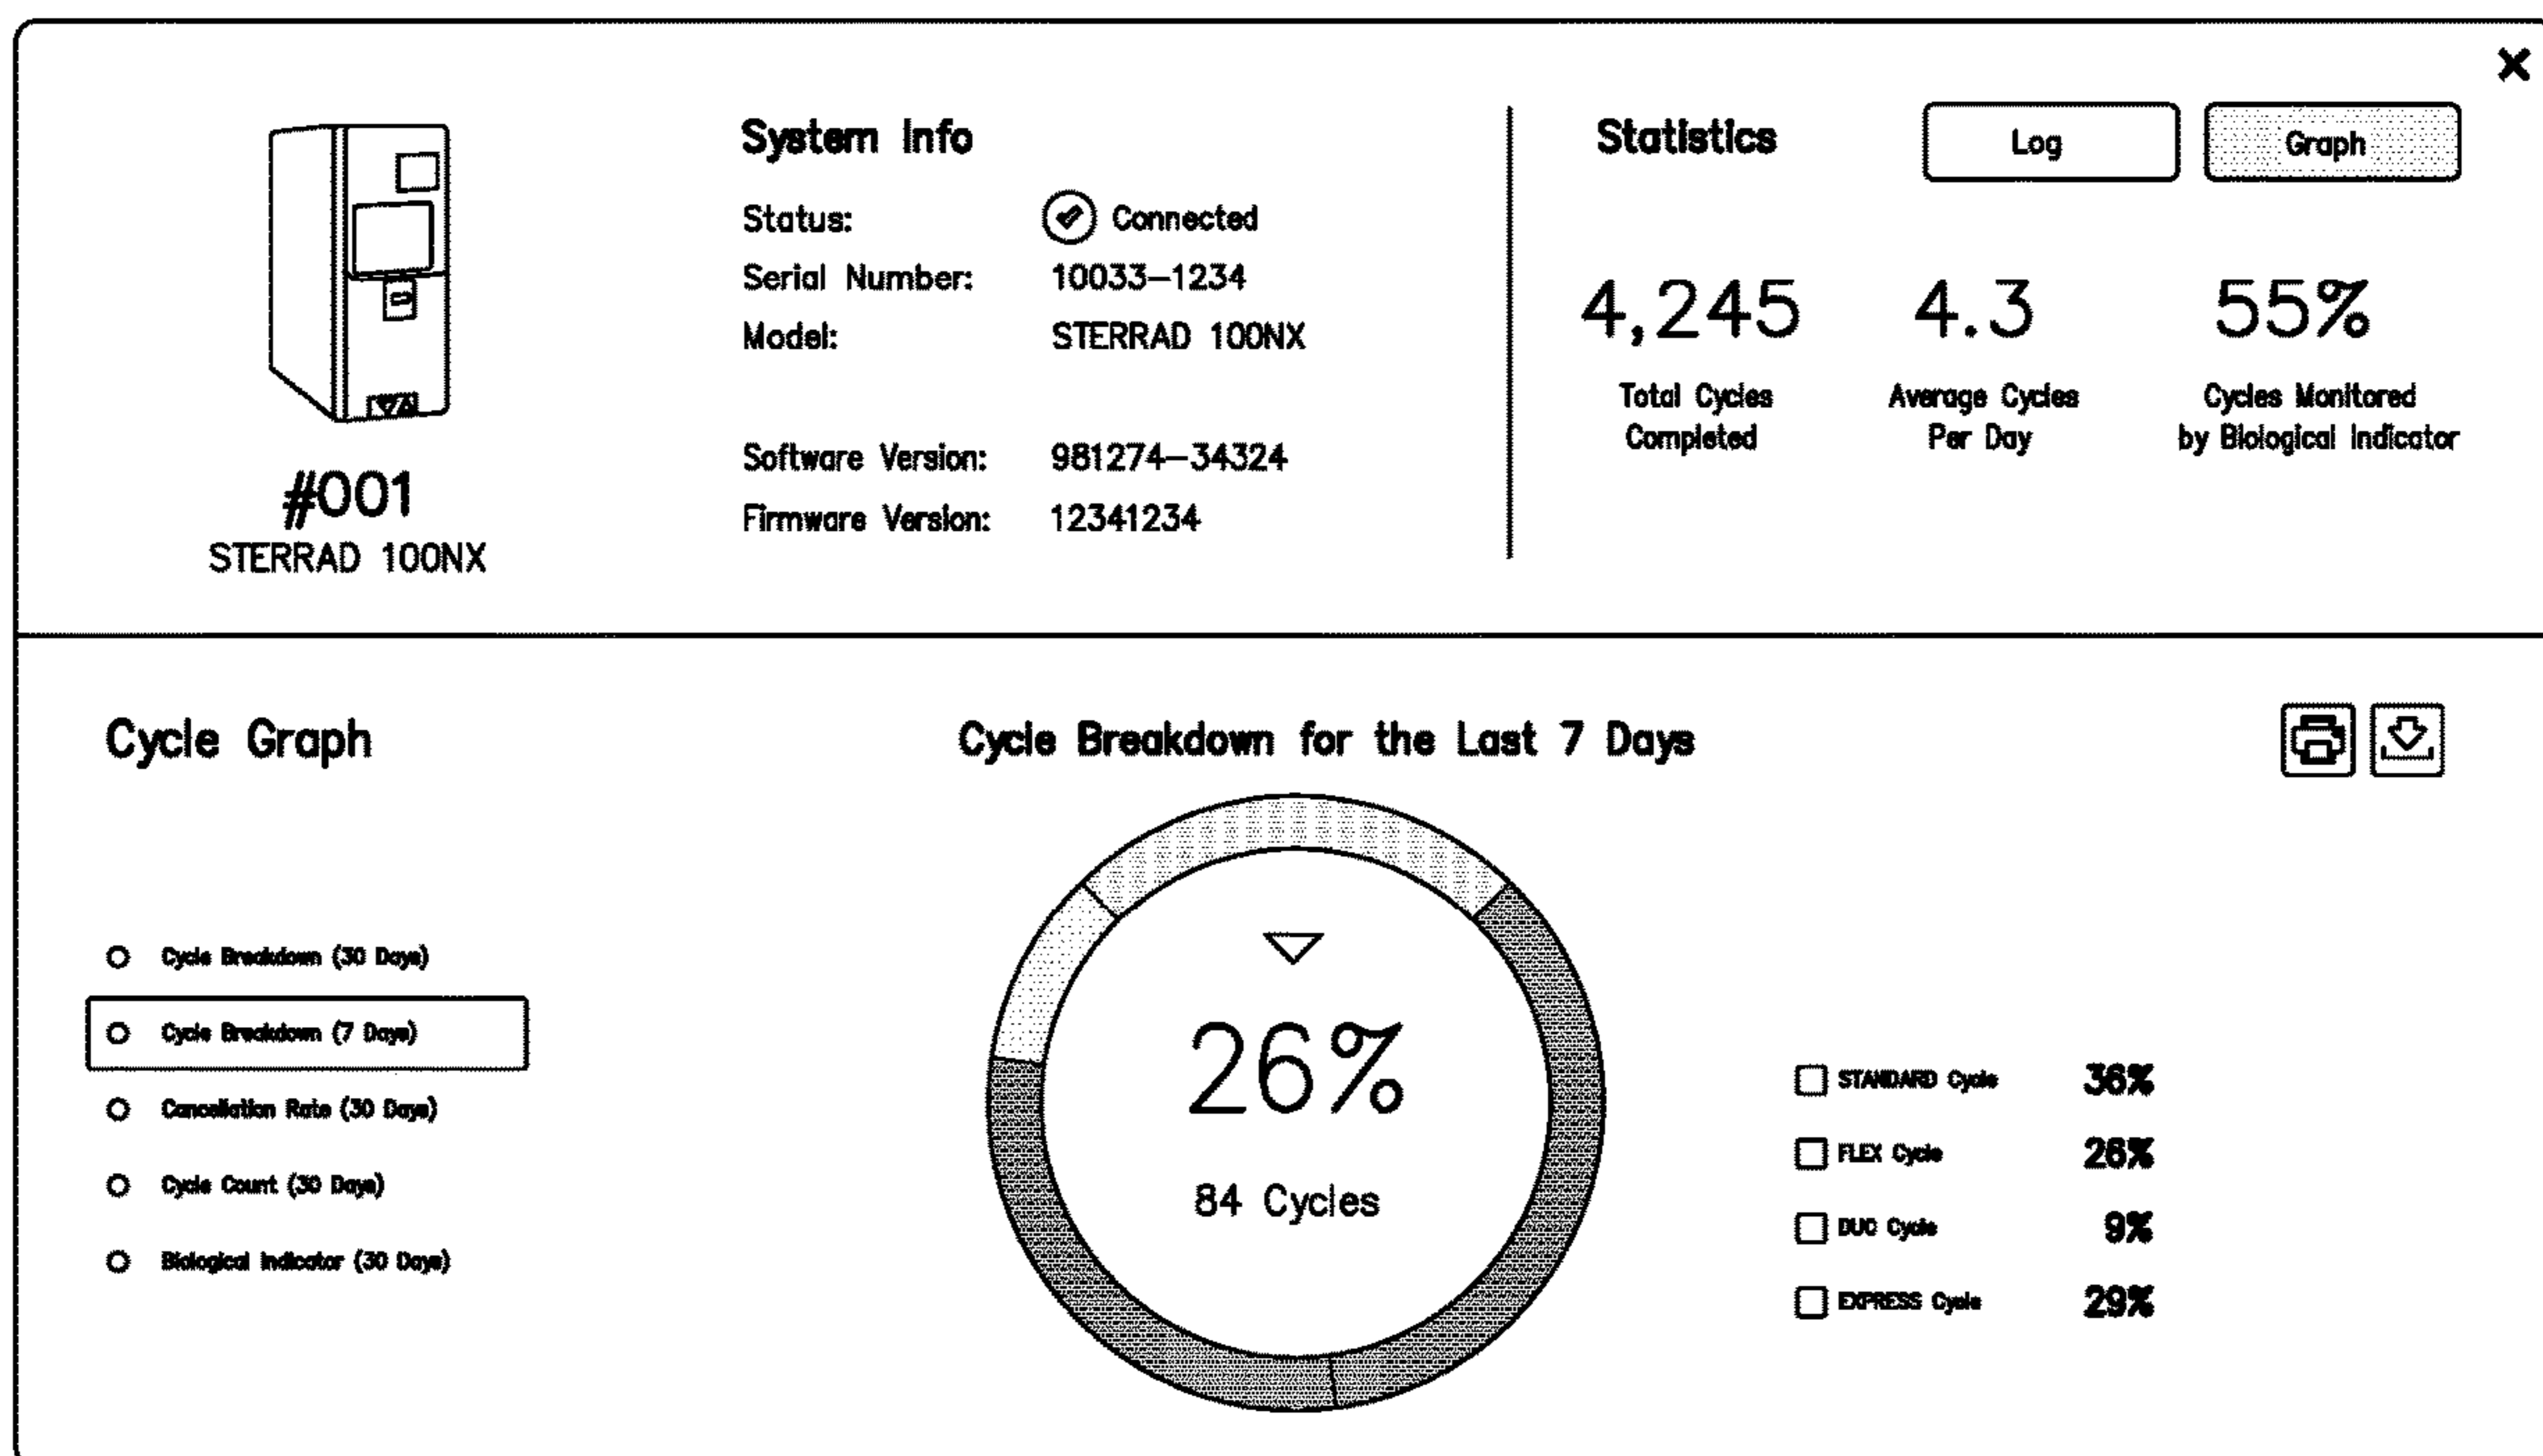 #001
STERRAD 100NX
System Info
Status: Connected
Serial Number: 10033-1234
Model: STERRAD 100NX
Software Version: 981274-34324
Firmware Version: 12341234
Statistics
Log
Graph
4,245
Total Cycles
Completed
4.3
Average Cycles
Per Day
55%
Cycles Monitored
by Biological Indicator
Cycle Graph
Cycle Breakdown (30 Days)
Cycle Breakdown (7 Days)
Cancellation Rate (30 Days)
Cycle Count (30 Days)
Biological Indicator (30 Days)
Cycle Breakdown for the Last 7 Days
26%
84 Cycles
STANDARD Cycle 36%
FLEX Cycle 26%
DUO Cycle 9%
EXPRESS Cycle 29%